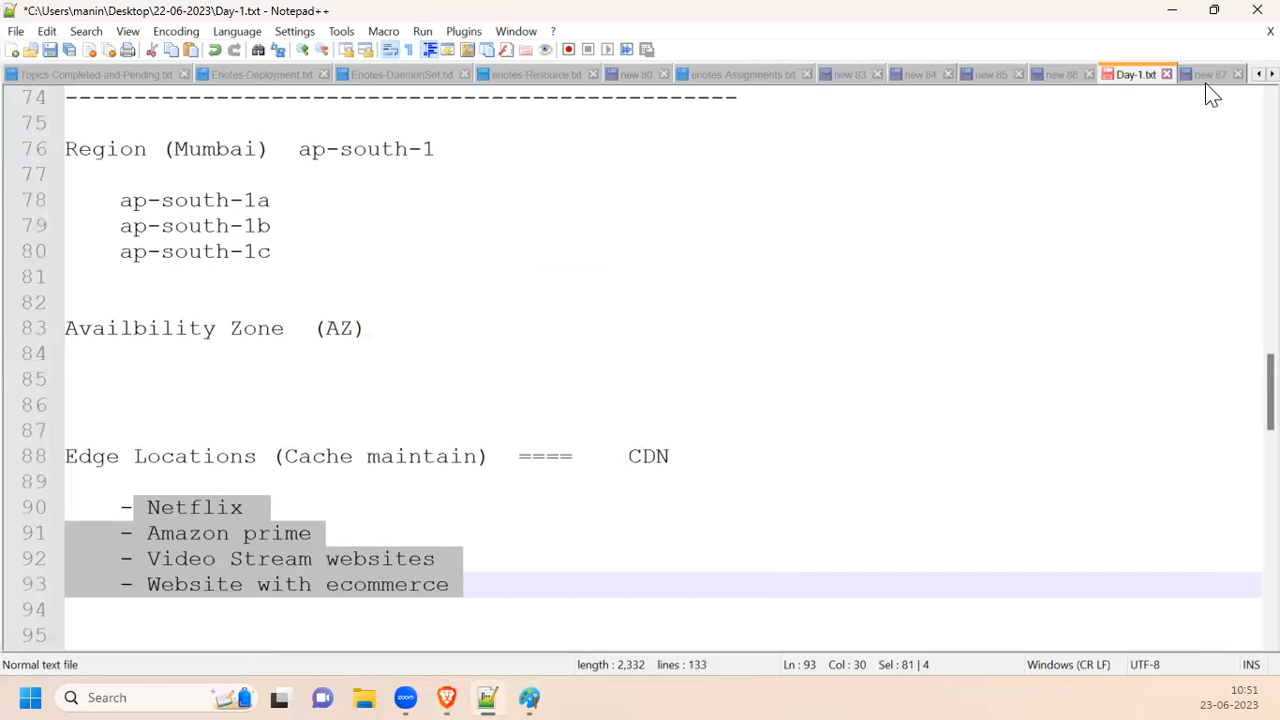 *C:\Users\manin\Desktop\22-06-2023\Day-1.txt - Notepad++
File Edit Search View Encoding Language Settings Tools Macro Run Plugins Window ? X
Topics-Completed-and-Pending.txt Enotes-Deployment.txt enotes-Resource.txt new 80 enotes-Assignments.txt new 83 new 84 new 85 new 86 Day-1.txt new 87
74 -------------------------------------------------
75
76 Region (Mumbai) ap-south-1
77
78 ap-south-1a
79 ap-south-1b
80 ap-south-1c
81
82
83 Availbility Zone (AZ)
84
85
86
87
88 Edge Locations (Cache maintain) ==== CDN
89
90 - Netflix
91 - Amazon prime
92 - Video Stream websites
93 - Website with ecommerce
94
95
Normal text file length : 2,332 lines : 133 Ln : 93 Col : 30 Sel : 81 | 4 Windows (CR LF) UTF-8 INS
Search zoom 10:51
23-06-2023